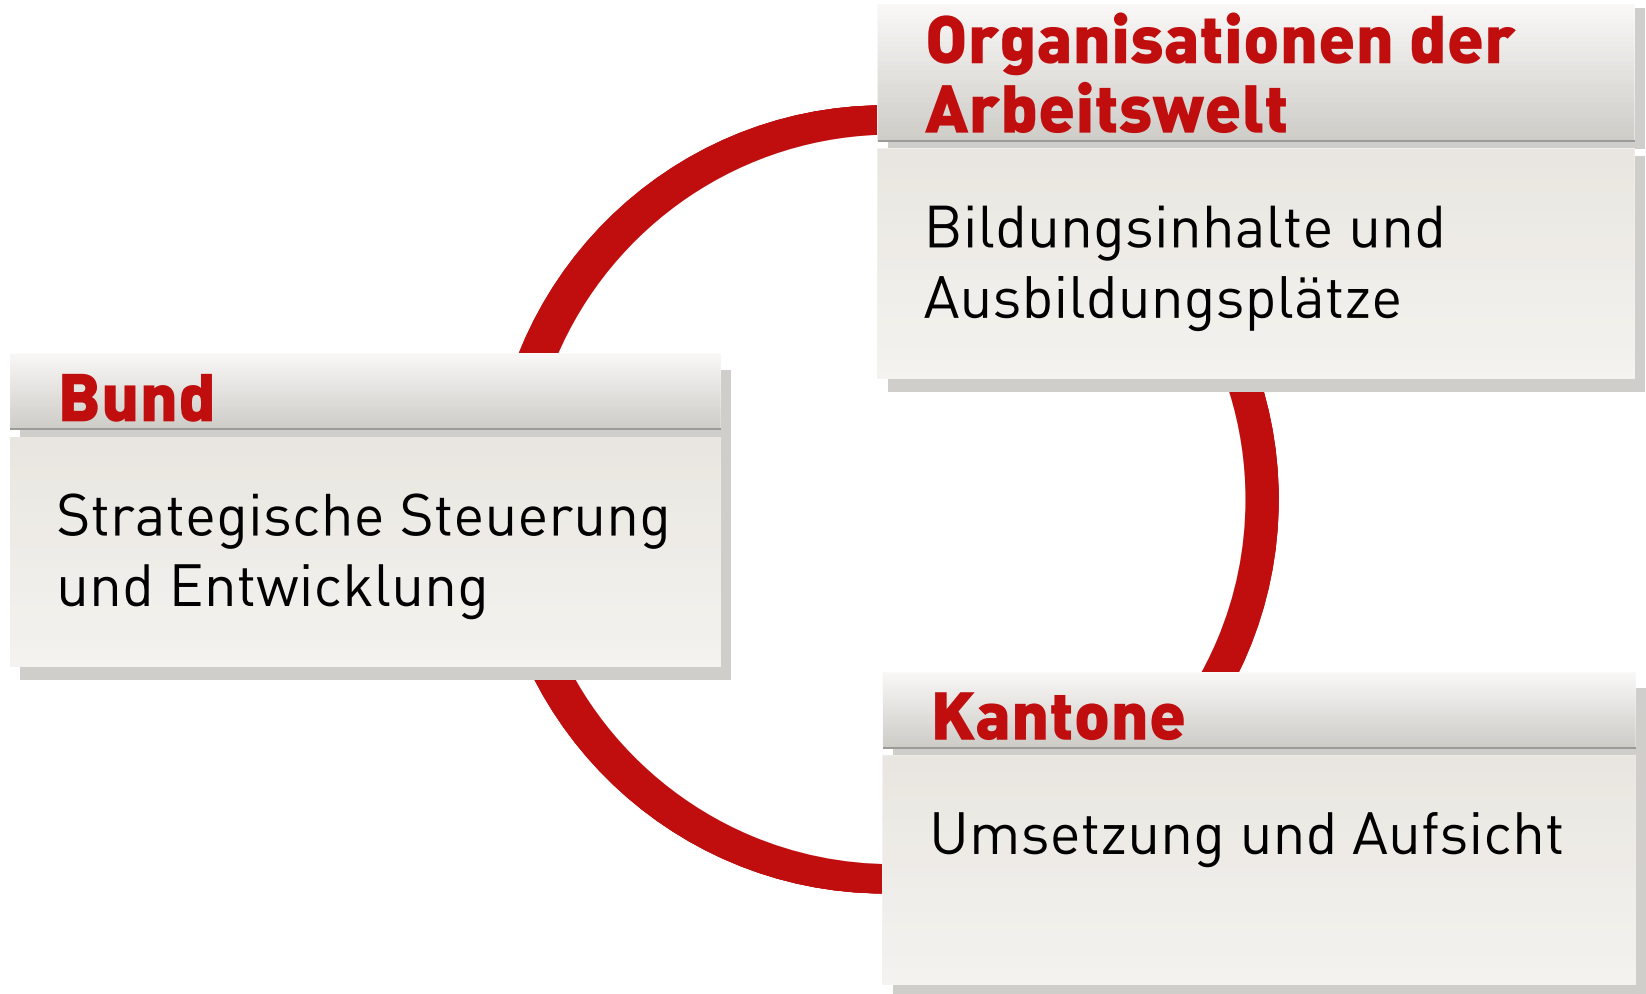 Organisationen der
Arbeitswelt
Bildungsinhalte und
Ausbildungsplätze
Bund
Strategische Steuerung
und Entwicklung
Kantone
Umsetzung und Aufsicht